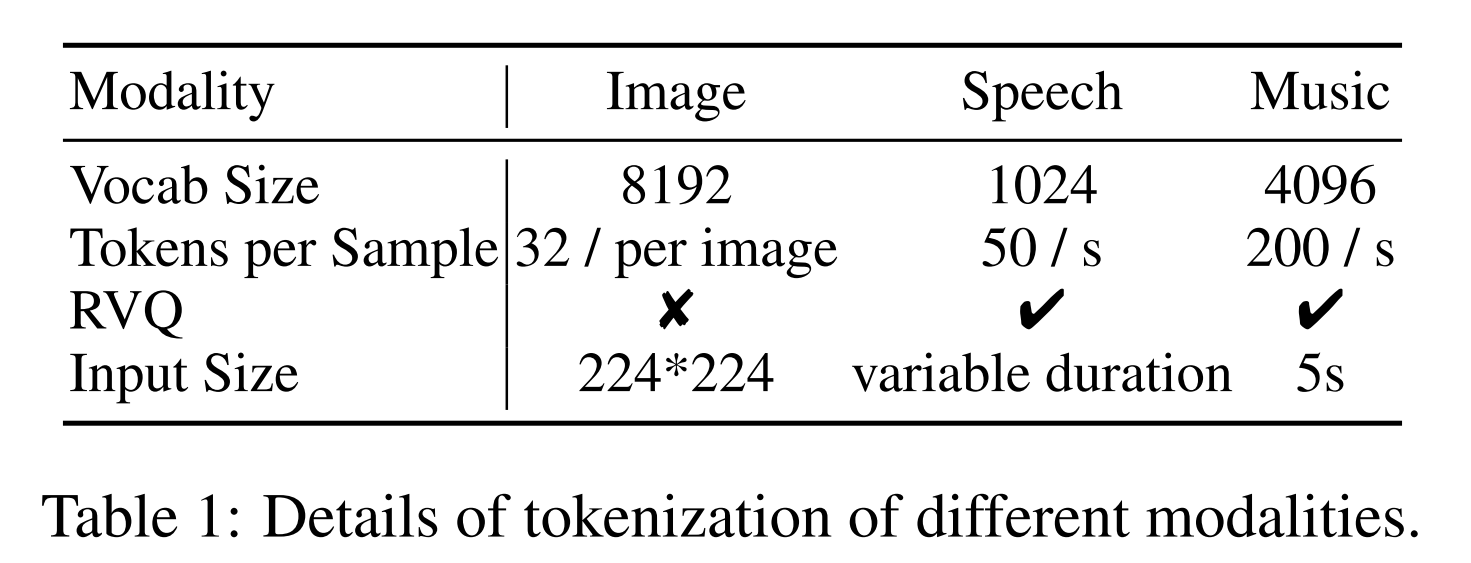 Modality Image Speech Music
Vocab Size 8192 1024 4096
Tokens per Sample 32 / per image 50 / s 200 / s
RVQ ✘ ✔ ✔
Input Size 224*224 variable duration 5s
Table 1: Details of tokenization of different modalities.